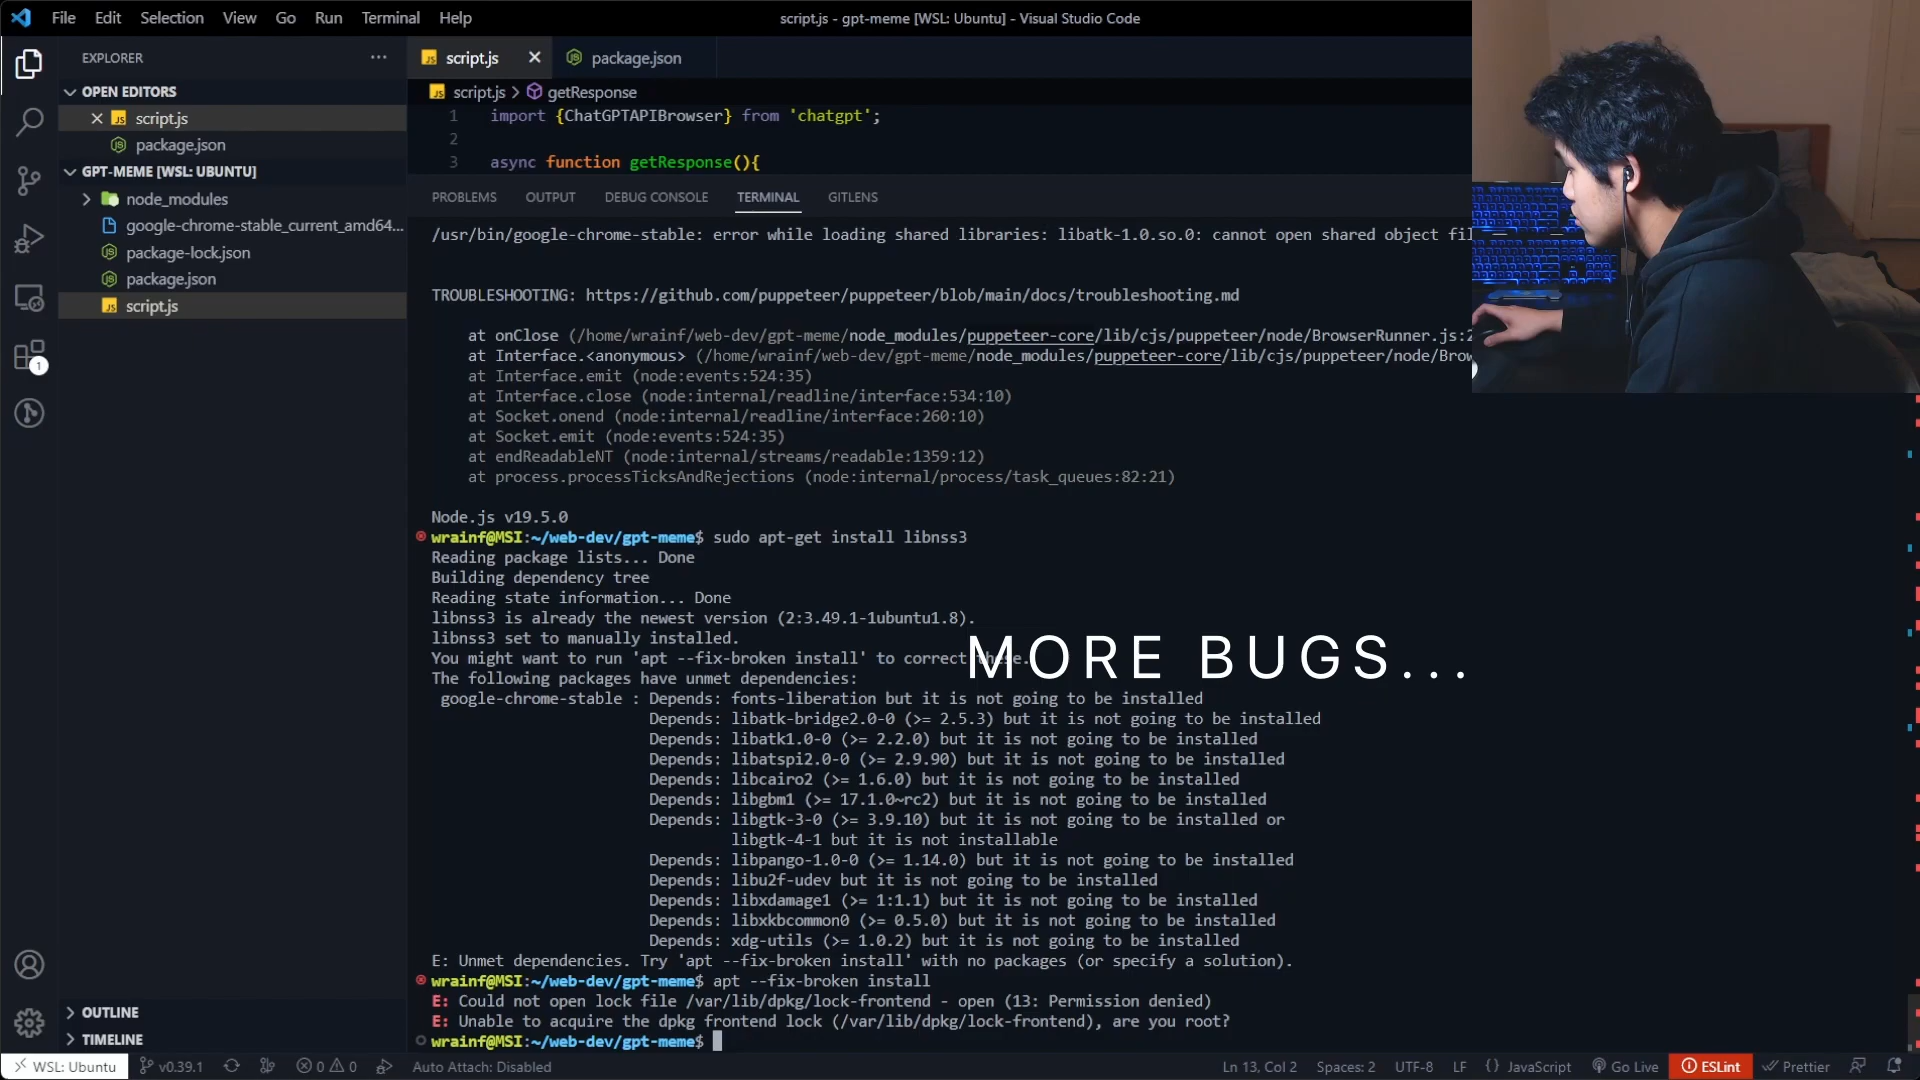 File Edit Selection View Go Run Terminal Help
script.js - gpt-meme [WSL: Ubuntu] - Visual Studio Code
EXPLORER
OPEN EDITORS
script.js
package.json
GPT-MEME [WSL: UBUNTU]
node_modules
google-chrome-stable_current_amd64...
package-lock.json
package.json
script.js
1
OUTLINE
TIMELINE
script.js package.json
script.js > getResponse
1 import {ChatGPTAPIBrowser} from 'chatgpt';
2
3 async function getResponse(){
PROBLEMS OUTPUT DEBUG CONSOLE TERMINAL GITLENS
/usr/bin/google-chrome-stable: error while loading shared libraries: libatk-1.0.so.0: cannot open shared object fil
TROUBLESHOOTING: https://github.com/puppeteer/puppeteer/blob/main/docs/troubleshooting.md
at onClose (/home/wrainf/web-dev/gpt-meme/node_modules/puppeteer-core/lib/cjs/puppeteer/node/BrowserRunner.js:2
at Interface.<anonymous> (/home/wrainf/web-dev/gpt-meme/node_modules/puppeteer-core/lib/cjs/puppeteer/node/Brow
at Interface.emit (node:events:524:35)
at Interface.close (node:internal/readline/interface:534:10)
at Socket.onend (node:internal/readline/interface:260:10)
at Socket.emit (node:events:524:35)
at endReadableNT (node:internal/streams/readable:1359:12)
at process.processTicksAndRejections (node:internal/process/task_queues:82:21)
Node.js v19.5.0
wrainf@MSI:~/web-dev/gpt-meme$ sudo apt-get install libnss3
Reading package lists... Done
Building dependency tree
Reading state information... Done
libnss3 is already the newest version (2:3.49.1-1ubuntu1.8).
libnss3 set to manually installed.
You might want to run 'apt --fix-broken install' to correct these.
MORE BUGS...
The following packages have unmet dependencies:
google-chrome-stable : Depends: fonts-liberation but it is not going to be installed
Depends: libatk-bridge2.0-0 (>= 2.5.3) but it is not going to be installed
Depends: libatk1.0-0 (>= 2.2.0) but it is not going to be installed
Depends: libatspi2.0-0 (>= 2.9.90) but it is not going to be installed
Depends: libcairo2 (>= 1.6.0) but it is not going to be installed
Depends: libgbm1 (>= 17.1.0~rc2) but it is not going to be installed
Depends: libgtk-3-0 (>= 3.9.10) but it is not going to be installed or
libgtk-4-1 but it is not installable
Depends: libpango-1.0-0 (>= 1.14.0) but it is not going to be installed
Depends: libu2f-udev but it is not going to be installed
Depends: libxdamage1 (>= 1:1.1) but it is not going to be installed
Depends: libxkbcommon0 (>= 0.5.0) but it is not going to be installed
Depends: xdg-utils (>= 1.0.2) but it is not going to be installed
E: Unmet dependencies. Try 'apt --fix-broken install' with no packages (or specify a solution).
wrainf@MSI:~/web-dev/gpt-meme$ apt --fix-broken install
E: Could not open lock file /var/lib/dpkg/lock-frontend - open (13: Permission denied)
E: Unable to acquire the dpkg frontend lock (/var/lib/dpkg/lock-frontend), are you root?
wrainf@MSI:~/web-dev/gpt-meme$
WSL: Ubuntu v0.39.1 0 0 Auto Attach: Disabled Ln 13, Col 2 Spaces: 2 UTF-8 LF {} JavaScript Go Live ESLint Prettier